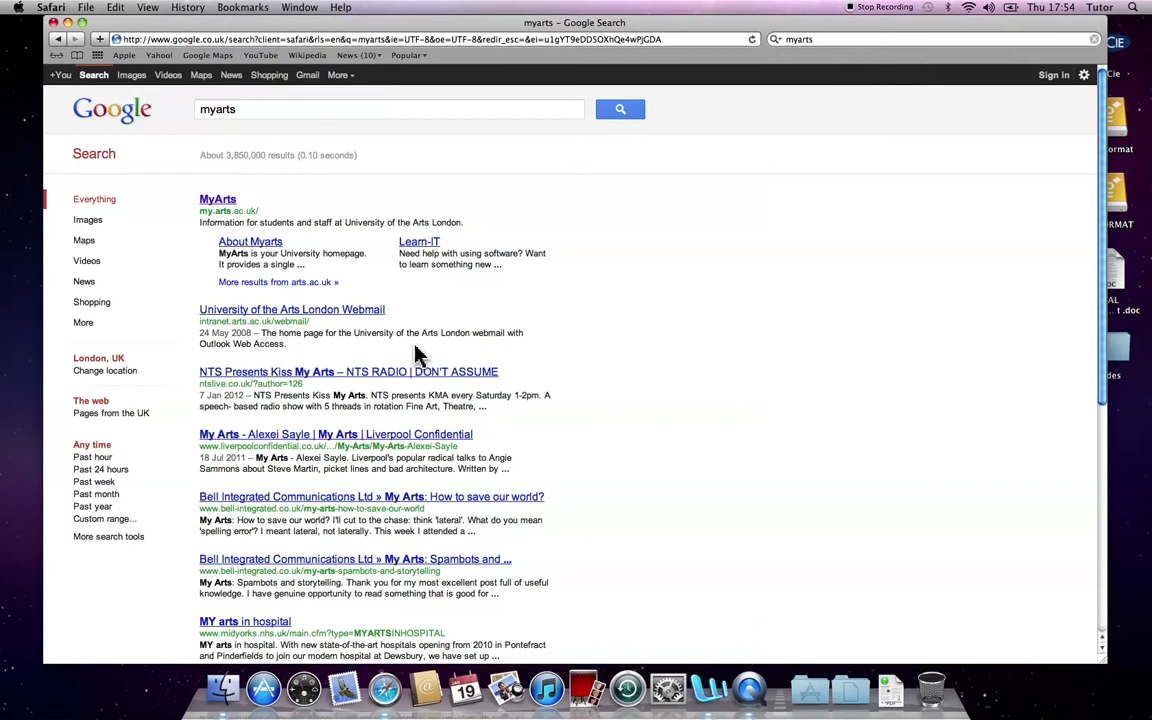 Safari File Edit View History Bookmarks Window Help Stop Recording Thu 17:54 Tutor
myarts - Google Search
http://www.google.co.uk/search?client=safari&rls=en&q=myarts&ie=UTF-8&oe=UTF-8&redir_esc=&ei=u1gYT9eDD5OXhQe4wPjGDA myarts
Apple Yahoo! Google Maps YouTube Wikipedia News (10) Popular
+You Search Images Videos Maps News Shopping Gmail More Sign in
Google myarts
Search About 3,850,000 results (0.10 seconds)
Everything
Images
Maps
Videos
News
Shopping
More
London, UK
Change location
The web
Pages from the UK
Any time
Past hour
Past 24 hours
Past week
Past month
Past year
Custom range...
More search tools
MyArts
my.arts.ac.uk/
Information for students and staff at University of the Arts London.
About Myarts
MyArts is your University homepage.
It provides a single ...
Learn-IT
Need help with using software? Want
to learn something new ...
More results from arts.ac.uk »
University of the Arts London Webmail
intranet.arts.ac.uk/webmail/
24 May 2008 – The home page for the University of the Arts London webmail with
Outlook Web Access.
NTS Presents Kiss My Arts – NTS RADIO | DON'T ASSUME
ntslive.co.uk/?author=126
7 Jan 2012 – NTS Presents Kiss My Arts. NTS presents KMA every Saturday 1-2pm. A
speech- based radio show with 5 threads in rotation Fine Art, Theatre, ...
My Arts - Alexei Sayle | My Arts | Liverpool Confidential
www.liverpoolconfidential.co.uk/.../My-Arts/My-Arts-Alexei-Sayle
18 Jul 2011 – My Arts - Alexei Sayle. Liverpool's popular radical talks to Angie
Sammons about Steve Martin, picket lines and bad architecture. Written by ...
Bell Integrated Communications Ltd » My Arts: How to save our world?
www.bell-integrated.co.uk/my-arts-how-to-save-our-world
My Arts: How to save our world? I'll cut to the chase: think 'lateral'. What do you mean
'spelling error'? I meant lateral, not laterally. This week I attended a ...
Bell Integrated Communications Ltd » My Arts: Spambots and ...
www.bell-integrated.co.uk/my-arts-spambots-and-storytelling
My Arts: Spambots and storytelling. Thank you for my most excellent post full of useful
knowledge. I have genuine opportunity to read something that is good for ...
MY arts in hospital
www.midyorks.nhs.uk/main.cfm?type=MYARTSINHOSPITAL
MY arts in hospital. With new state-of-the-art hospitals opening from 2010 in Pontefract
and Pinderfields to join our modern hospital at Dewsbury, we have set up ...
CIE
Cie
ormat
FORMAT
AL
t .doc
des
JAN
19
PDF